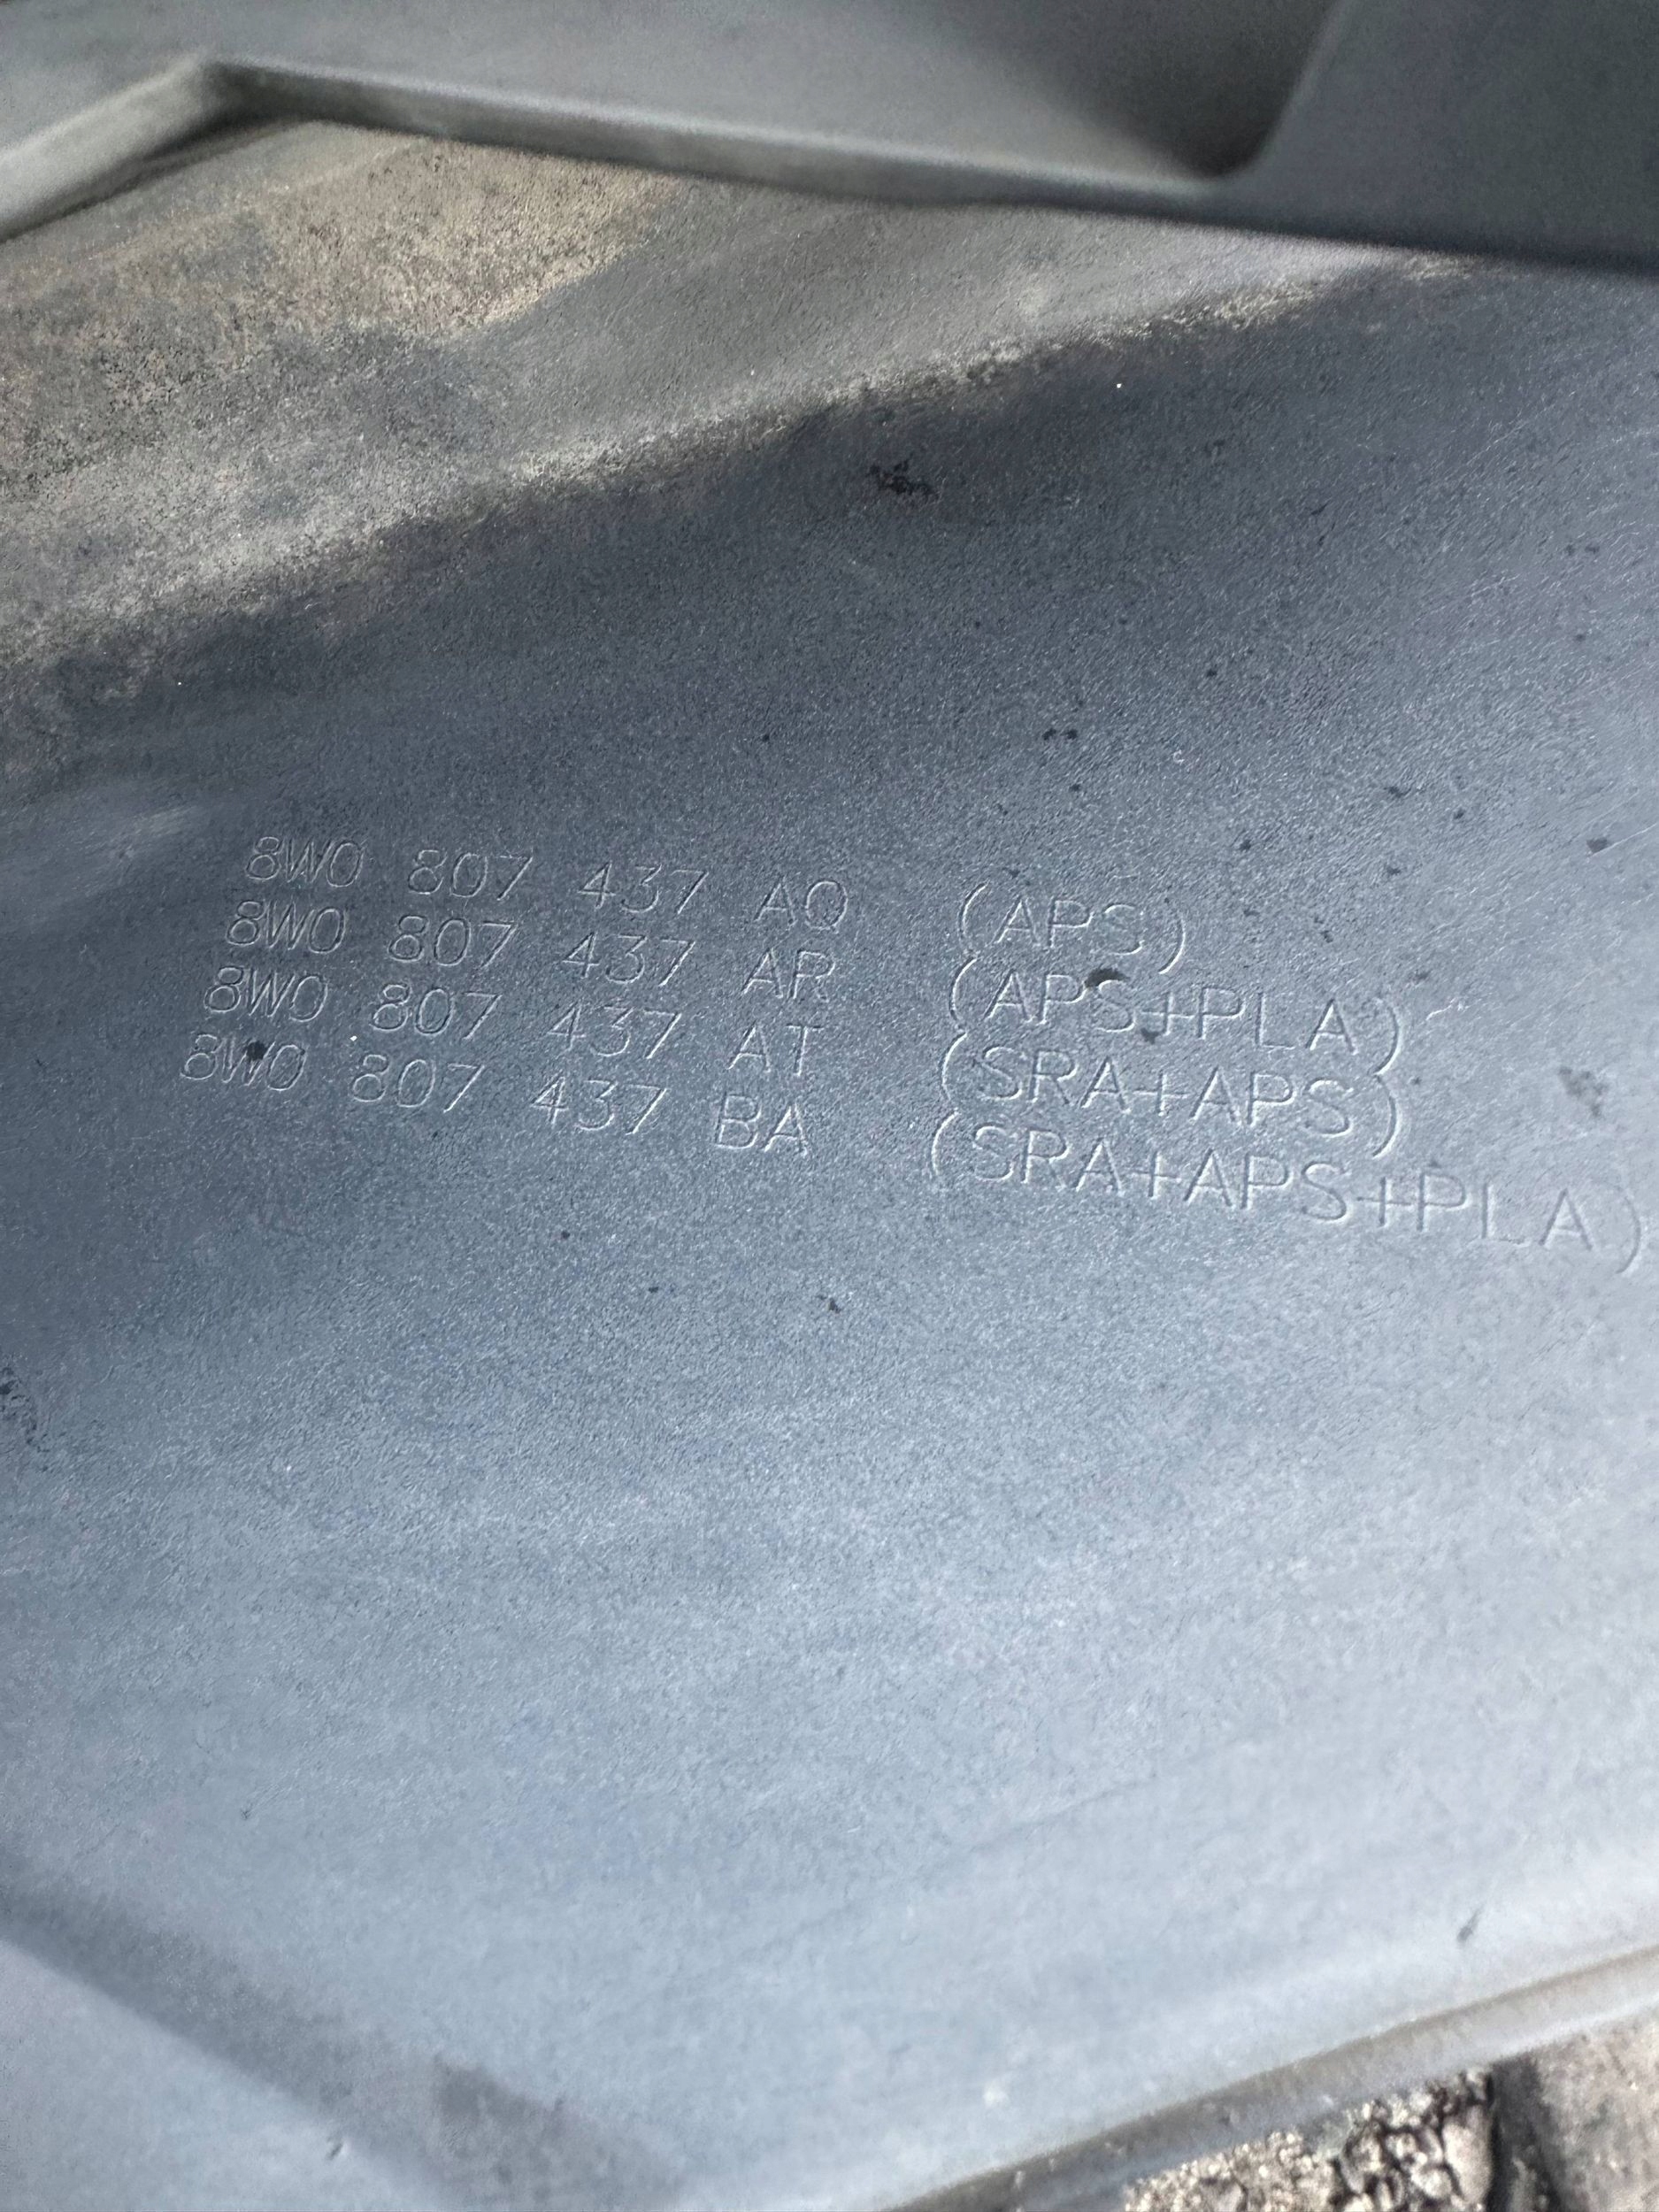 8W0 807 437 AQ (APS)
8W0 807 437 AR (APS+PLA)
8W0 807 437 AT (SRA+APS)
8W0 807 437 BA (SRA+APS+PLA)